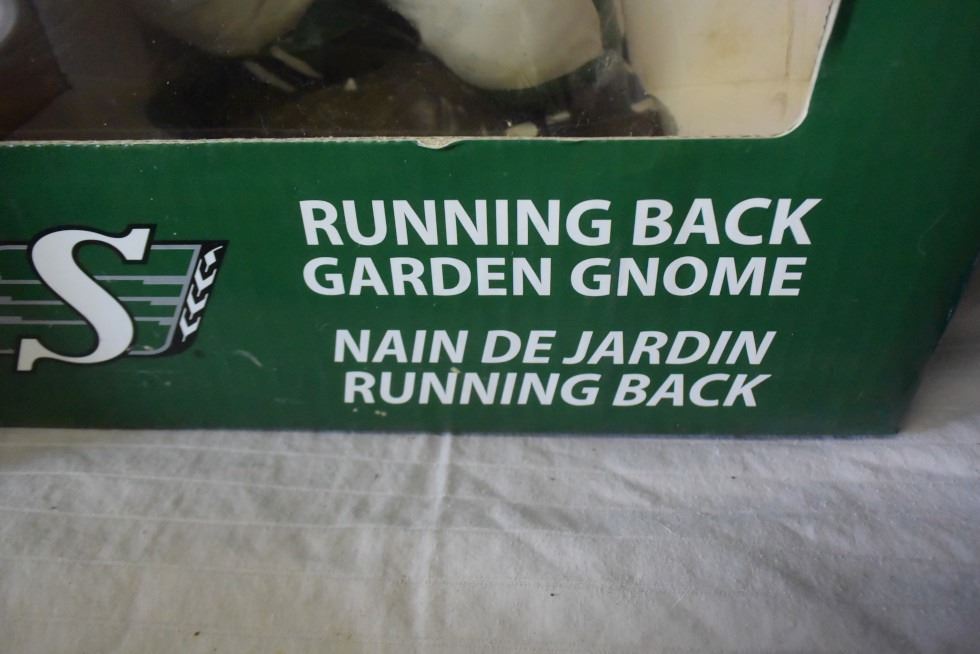 RUNNING BACK
GARDEN GNOME
NAIN DE JARDIN
RUNNING BACK
S